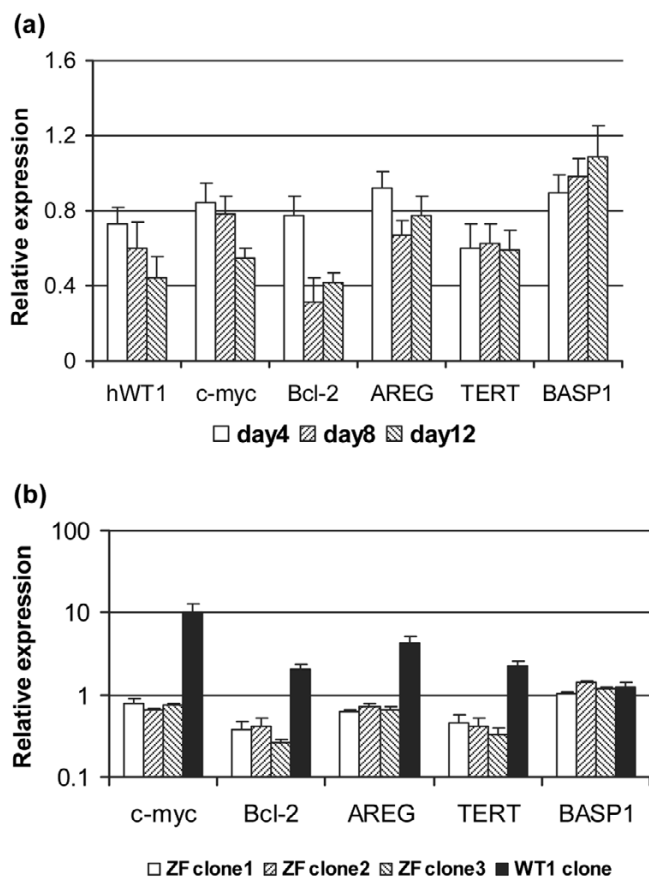 (a)
Relative expression
1.6
1.2
0.8
0.4
0
hWT1 c-myc Bcl-2 AREG TERT BASP1
day4 day8 day12
(b)
Relative expression
100
10
1
0.1
c-myc Bcl-2 AREG TERT BASP1
ZF clone1 ZF clone2 ZF clone3 WT1 clone